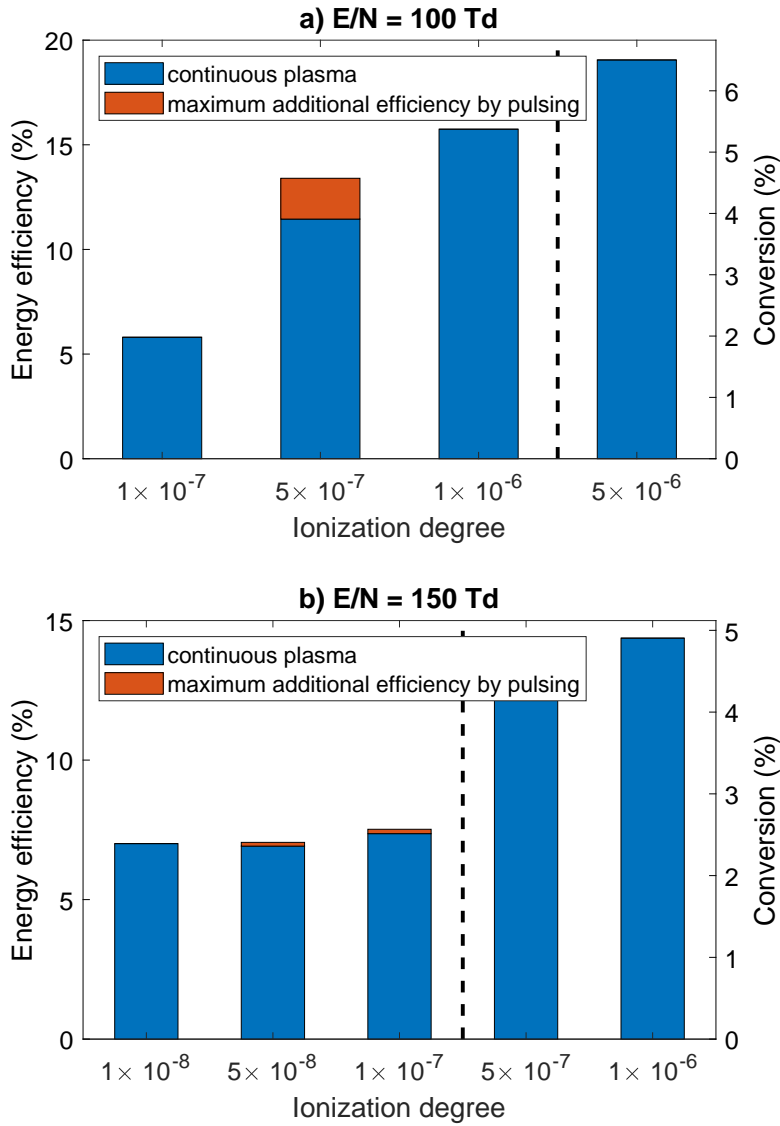 a) E/N = 100 Td
continuous plasma
maximum additional efficiency by pulsing
Energy efficiency (%)
20
15
10
5
0
Conversion (%)
6
5
4
3
2
1
0
1× 10⁻⁷ 5× 10⁻⁷ 1× 10⁻⁶ 5× 10⁻⁶
Ionization degree
b) E/N = 150 Td
continuous plasma
maximum additional efficiency by pulsing
Energy efficiency (%)
15
10
5
0
Conversion (%)
5
4
3
2
1
0
1× 10⁻⁸ 5× 10⁻⁸ 1× 10⁻⁷ 5× 10⁻⁷ 1× 10⁻⁶
Ionization degree